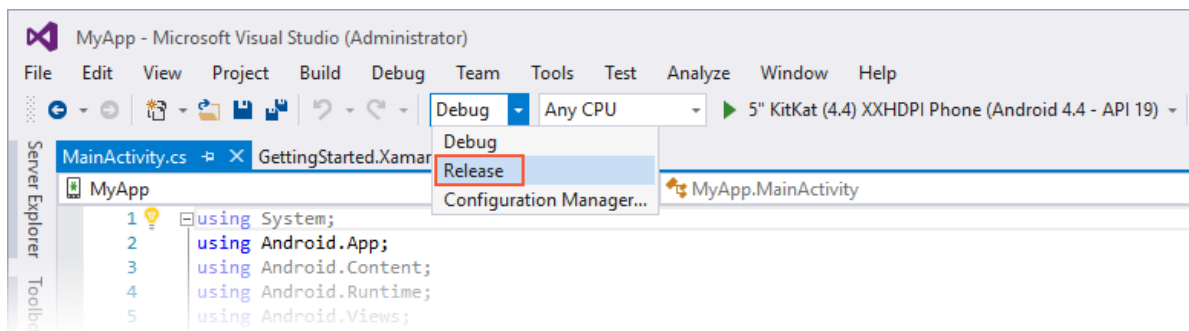 MyApp - Microsoft Visual Studio (Administrator)
File Edit View Project Build Debug Team Tools Test Analyze Window Help
Debug Any CPU 5" KitKat (4.4) XXHDPI Phone (Android 4.4 - API 19)
Debug
Release
Configuration Manager...
Server Explorer
MainActivity.cs GettingStarted.Xamar
MyApp MyApp.MainActivity
1 using System;
2 using Android.App;
3 using Android.Content;
4 using Android.Runtime;
5 using Android.Views;